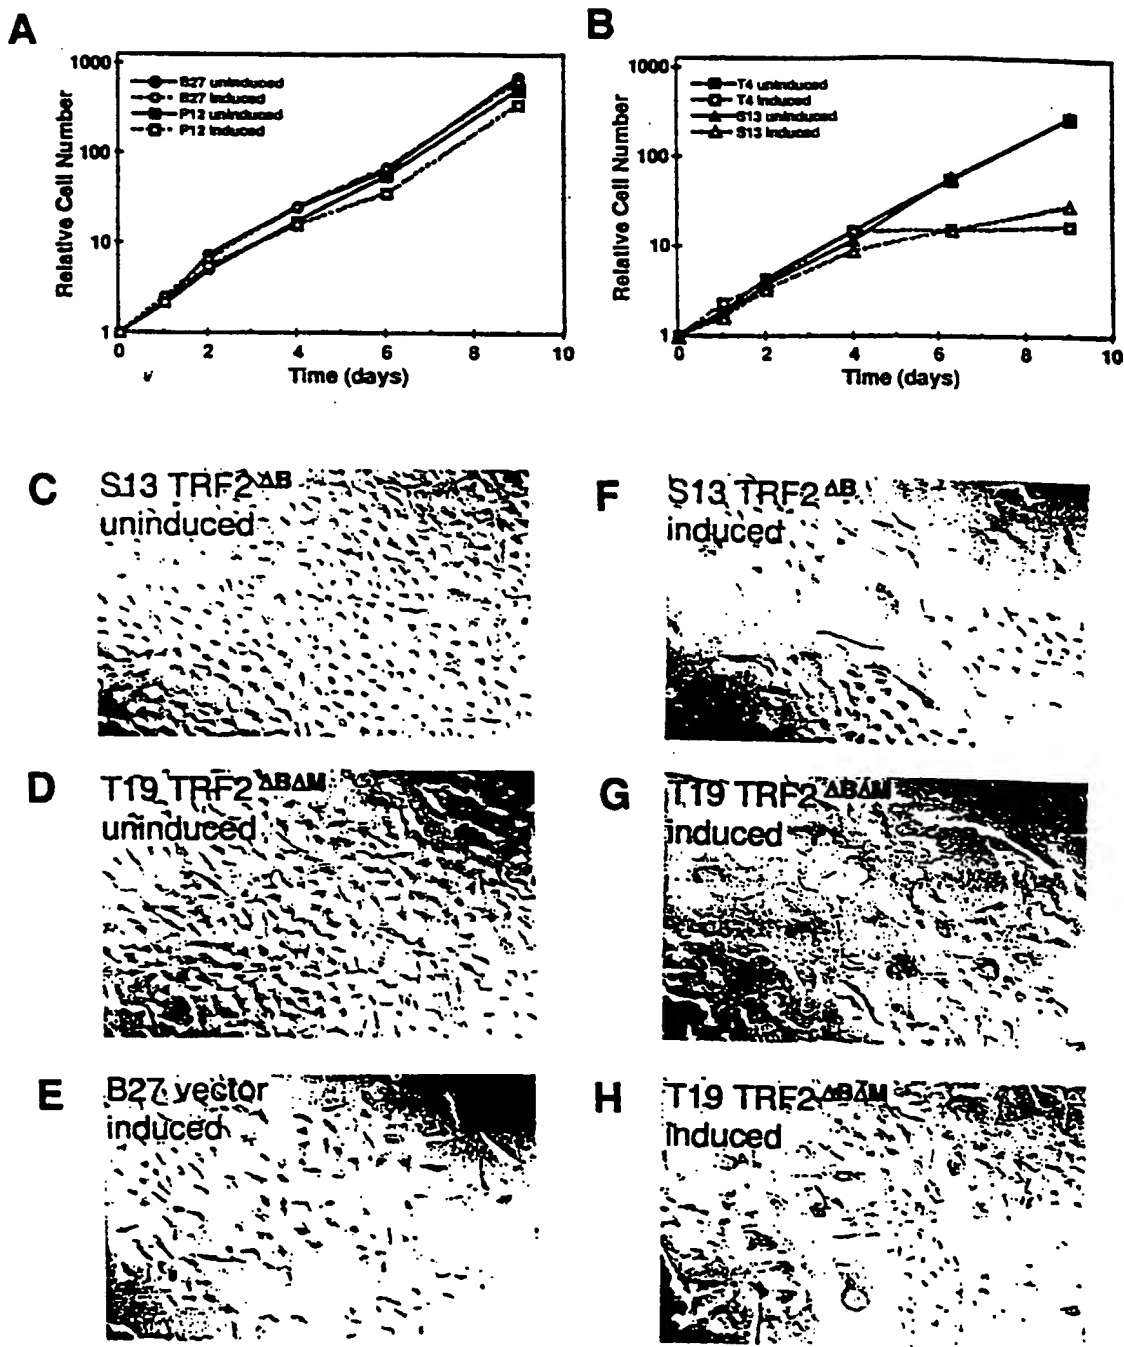 A
1000
100
10
1
Relative Cell Number
B27 uninduced
B27 induced
P12 uninduced
P12 induced
0 2 4 6 8 10
Time (days)
B
1000
100
10
1
Relative Cell Number
T4 uninduced
T4 induced
S13 uninduced
S13 induced
0 2 4 6 8 10
Time (days)
C
S13 TRF2ΔB
uninduced
F
S13 TRF2ΔB
induced
D
T19 TRF2ΔBΔM
uninduced
G
T19 TRF2ΔBΔM
induced
E
B27 vector
induced
H
T19 TRF2ΔBΔM
induced